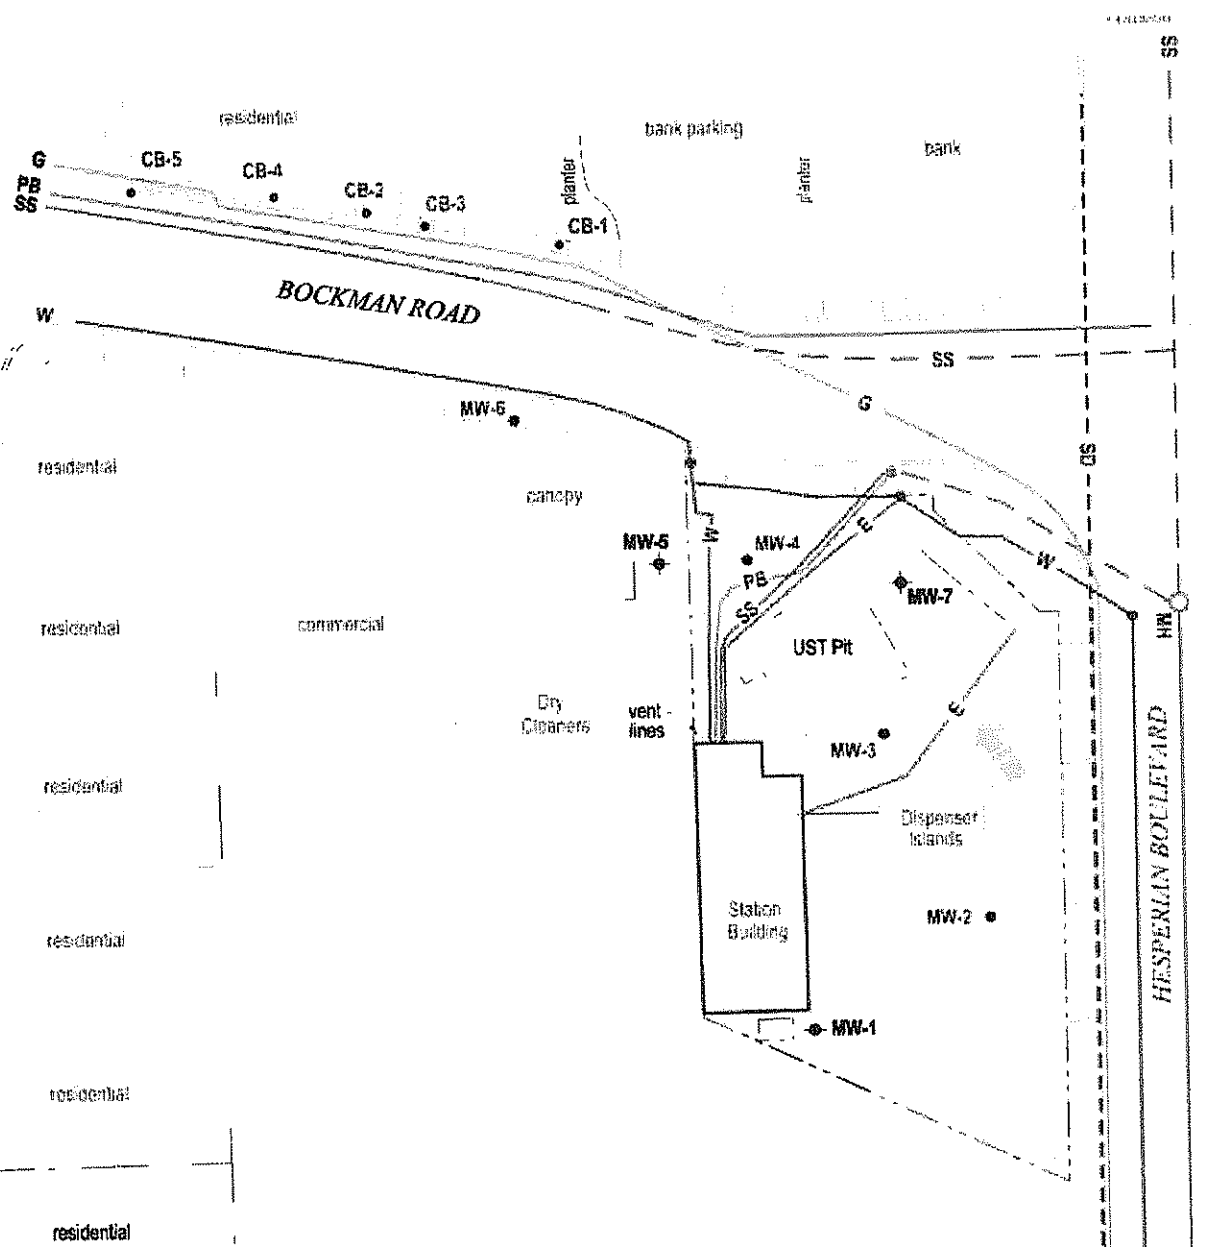 SS
residential
bank parking
bank
planter
planter
G
PB
SS
CB-5
CB-4
CB-2
CB-3
CB-1
BOCKMAN ROAD
W
SS
G
MW-6
SD
residential
canopy
W
E
MW-5
MW-4
PB
W
MW-7
SS
MH
residential
commercial
UST Pit
Dry
Cleaners
vent
lines
E
MW-3
HESPERIAN BOULEVARD
residential
Dispenser
Islands
Station
Building
MW-2
residential
MW-1
residential
residential